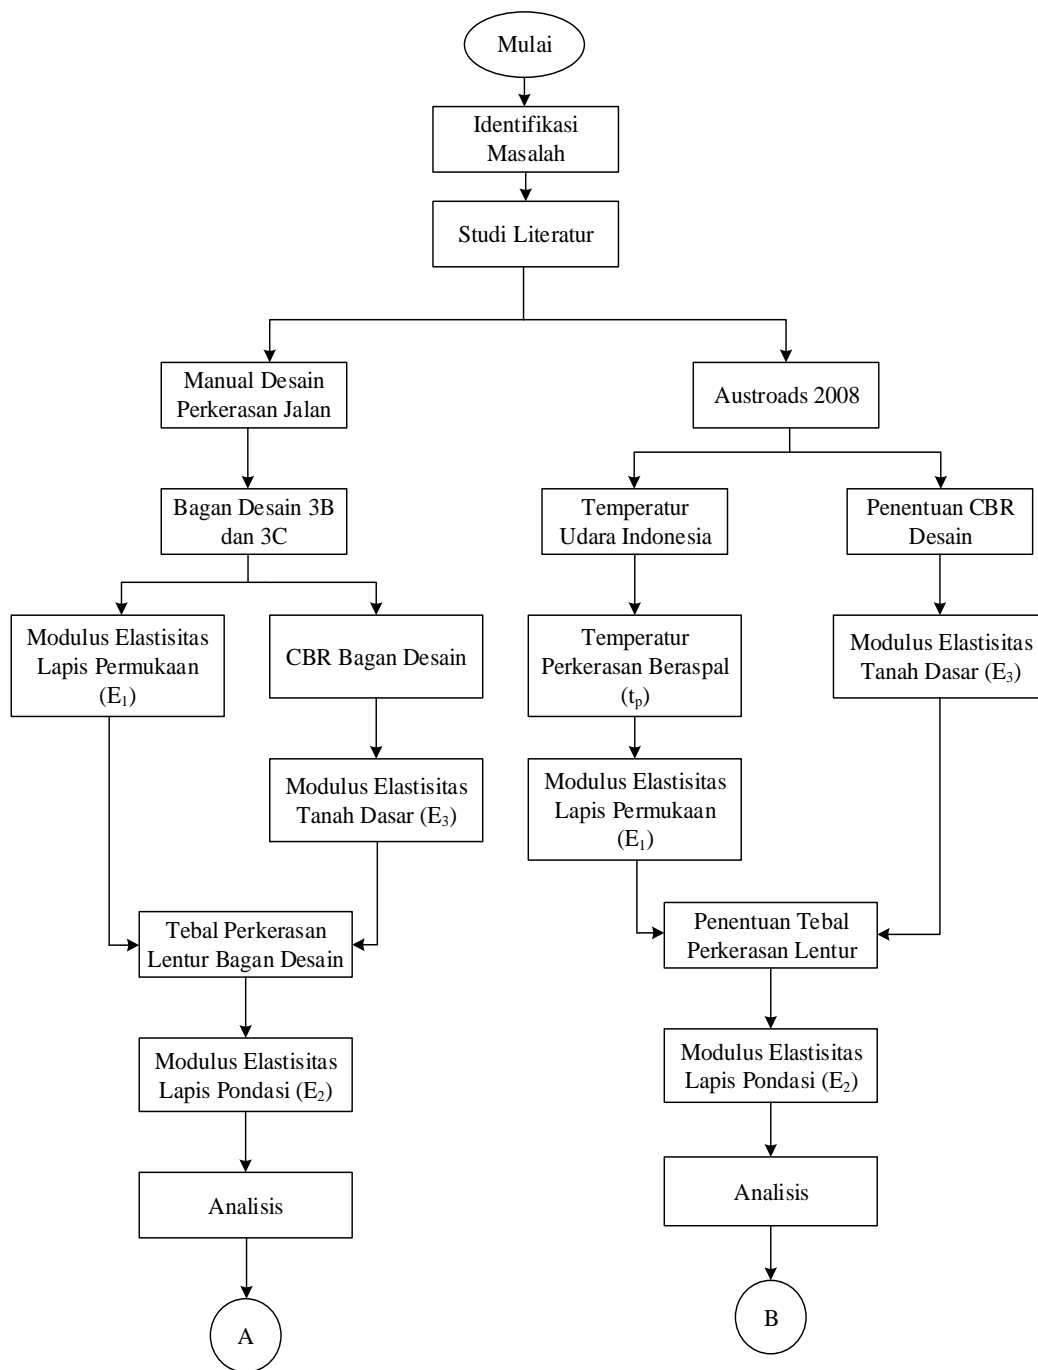 Mulai
Identifikasi
Masalah
Studi Literatur
Manual Desain
Perkerasan Jalan
Austroads 2008
Bagan Desain 3B
dan 3C
Temperatur
Udara Indonesia
Penentuan CBR
Desain
Modulus Elastisitas
Lapis Permukaan
(E₁)
CBR Bagan Desain
Temperatur
Perkerasan Beraspal
(tₚ)
Modulus Elastisitas
Tanah Dasar (E₃)
Modulus Elastisitas
Tanah Dasar (E₃)
Modulus Elastisitas
Lapis Permukaan
(E₁)
Tebal Perkerasan
Lentur Bagan Desain
Penentuan Tebal
Perkerasan Lentur
Modulus Elastisitas
Lapis Pondasi (E₂)
Modulus Elastisitas
Lapis Pondasi (E₂)
Analisis
Analisis
A
B